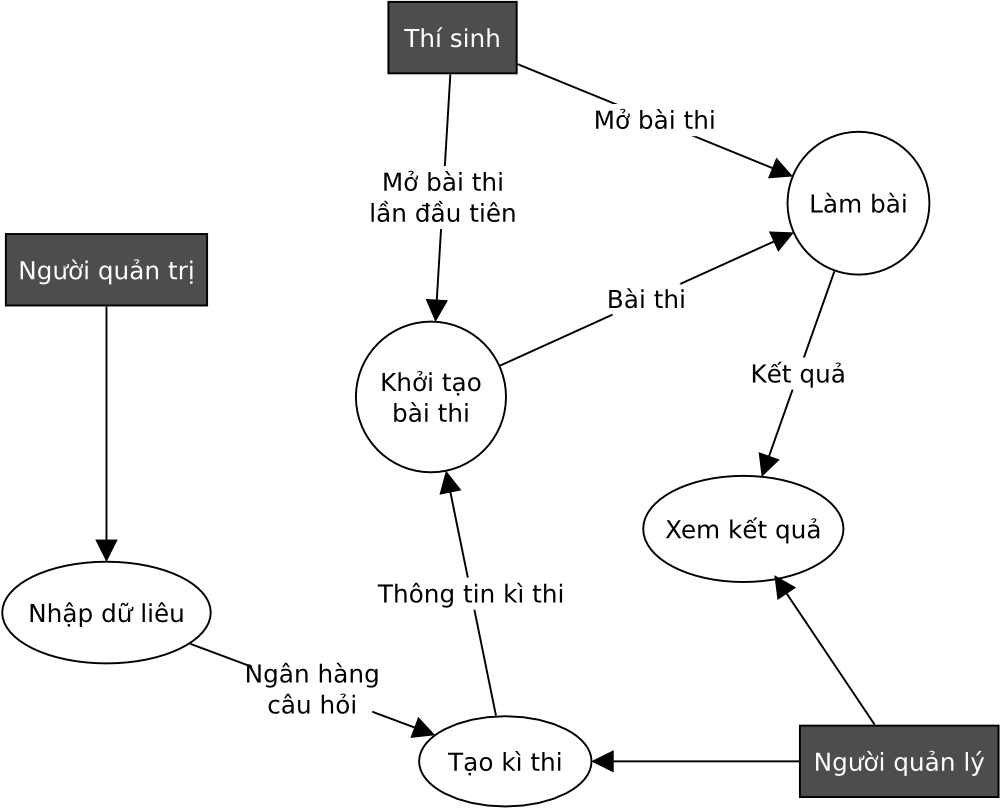 Thí sinh
Mở bài thi
Mở bài thi
lần đầu tiên
Làm bài
Người quản trị
Bài thi
Khởi tạo
bài thi
Kết quả
Xem kết quả
Thông tin kì thi
Nhập dữ liêu
Ngân hàng
câu hỏi
Tạo kì thi
Người quản lý